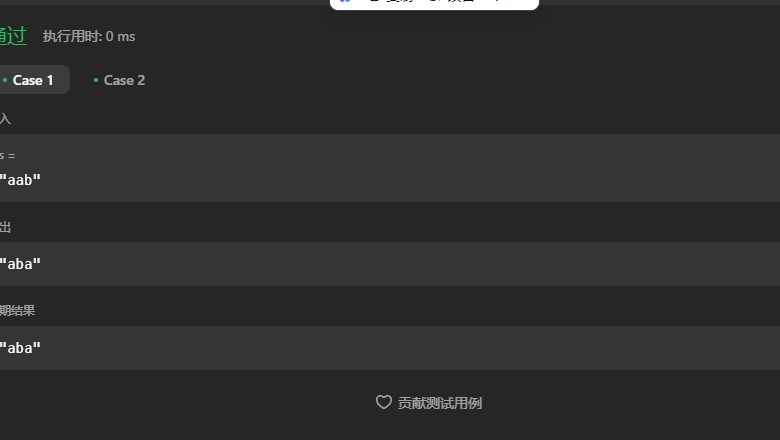 通过 执行用时: 0 ms
Case 1 Case 2
入
s =
"aab"
出
"aba"
期结果
"aba"
贡献测试用例